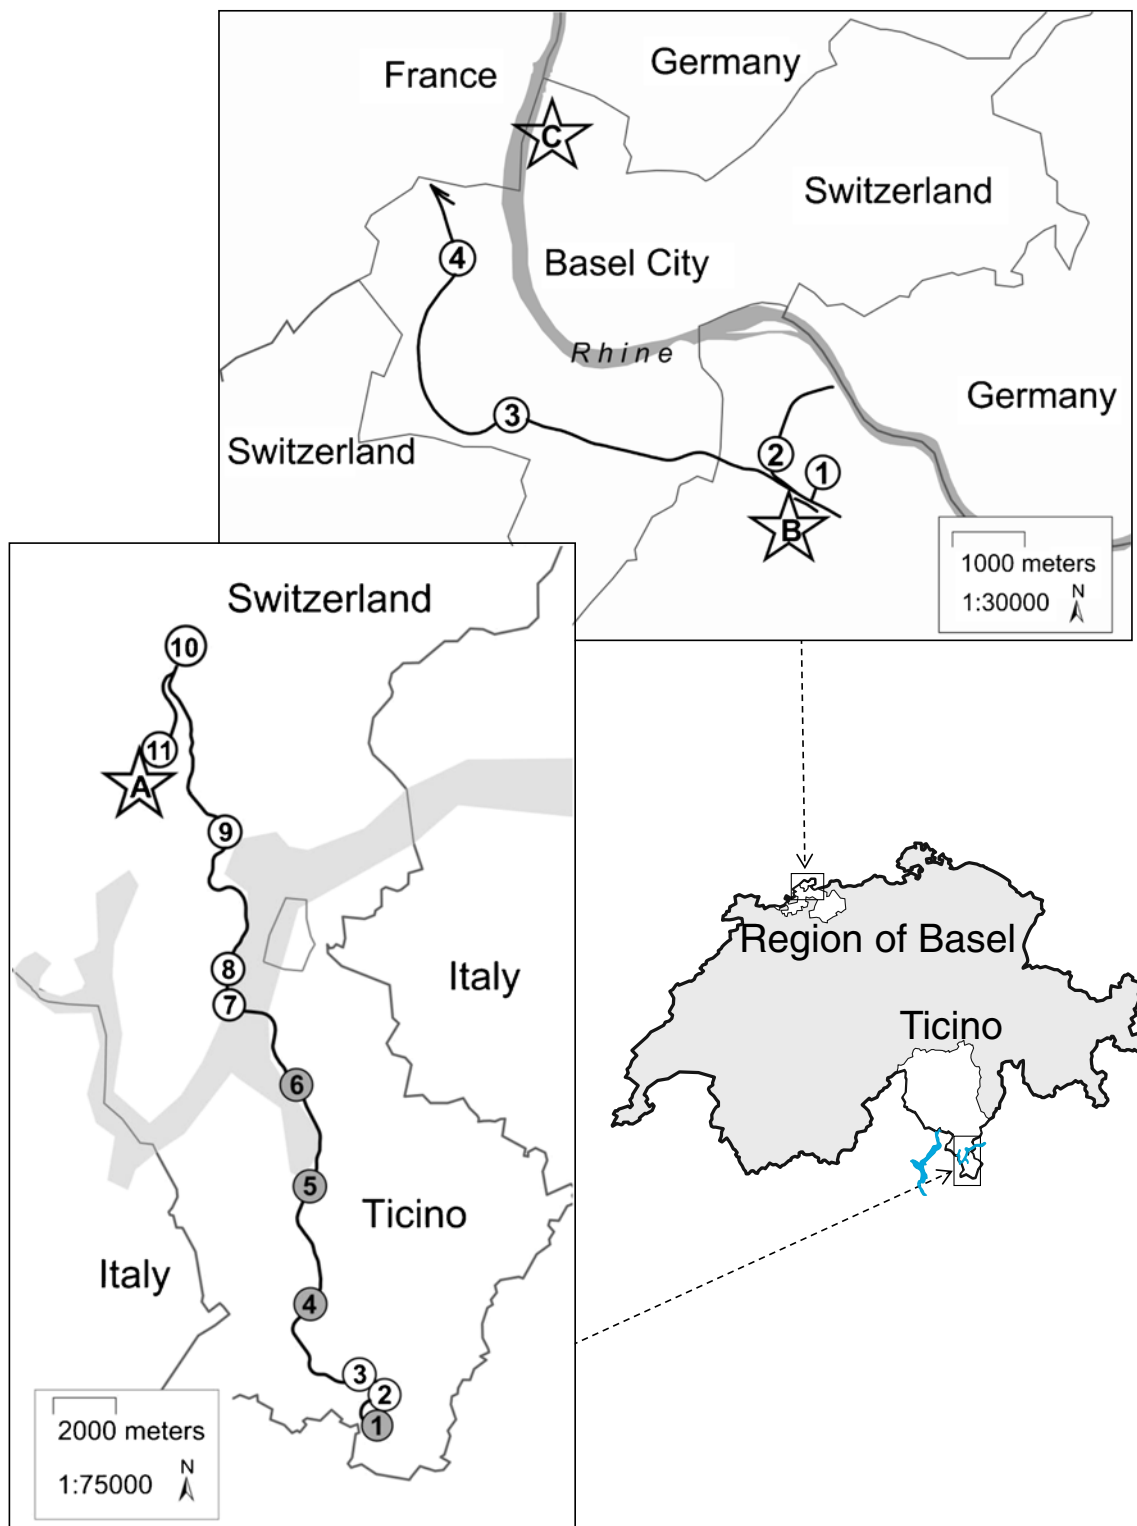 France
Germany
C
Switzerland
4
Basel City
Rhine
Germany
3
Switzerland
2
1
B
1000 meters
1:30000
N
Switzerland
10
11
A
9
8
Italy
7
6
5
Ticino
Italy
4
3
2
1
2000 meters
1:75000
N
Region of Basel
Ticino